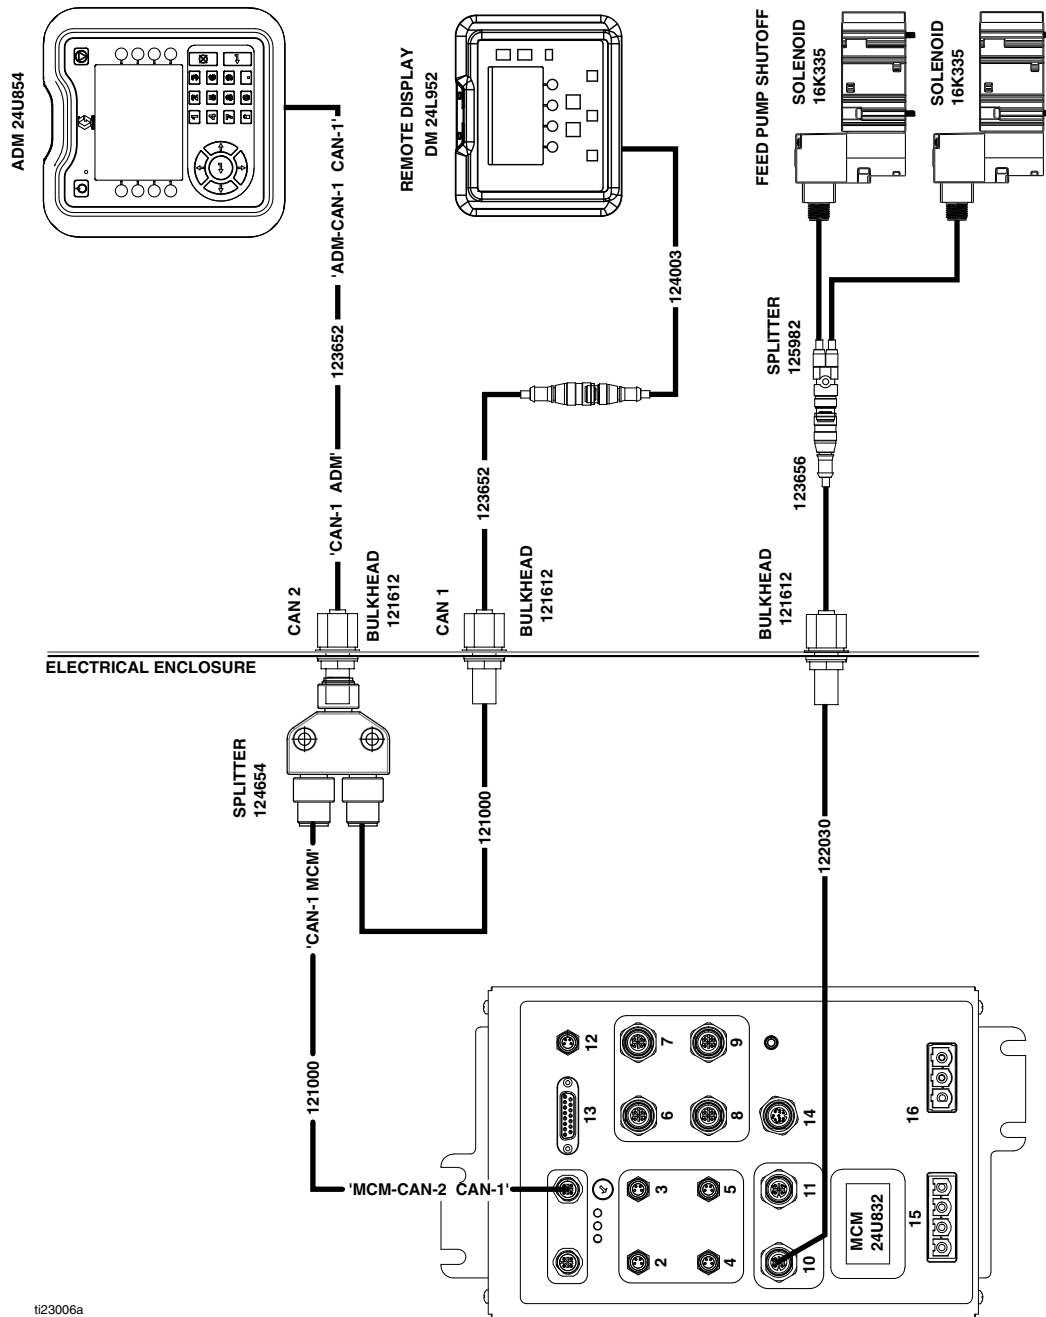 ADM 24U854
REMOTE DISPLAY
DM 24L952
FEED PUMP SHUTOFF
SOLENOID
16K335
SOLENOID
16K335
'ADM-CAN-1 CAN-1'
123652
'CAN-1 ADM'
124003
123652
SPLITTER
125982
123656
CAN 2
BULKHEAD
121612
CAN 1
BULKHEAD
121612
BULKHEAD
121612
ELECTRICAL ENCLOSURE
SPLITTER
124654
121000
122030
'CAN-1 MCM'
121000
'MCM-CAN-2 CAN-1'
12
7
9
13
6
8
14
16
3
5
11
2
4
10
MCM
24U832
15
ti23006a